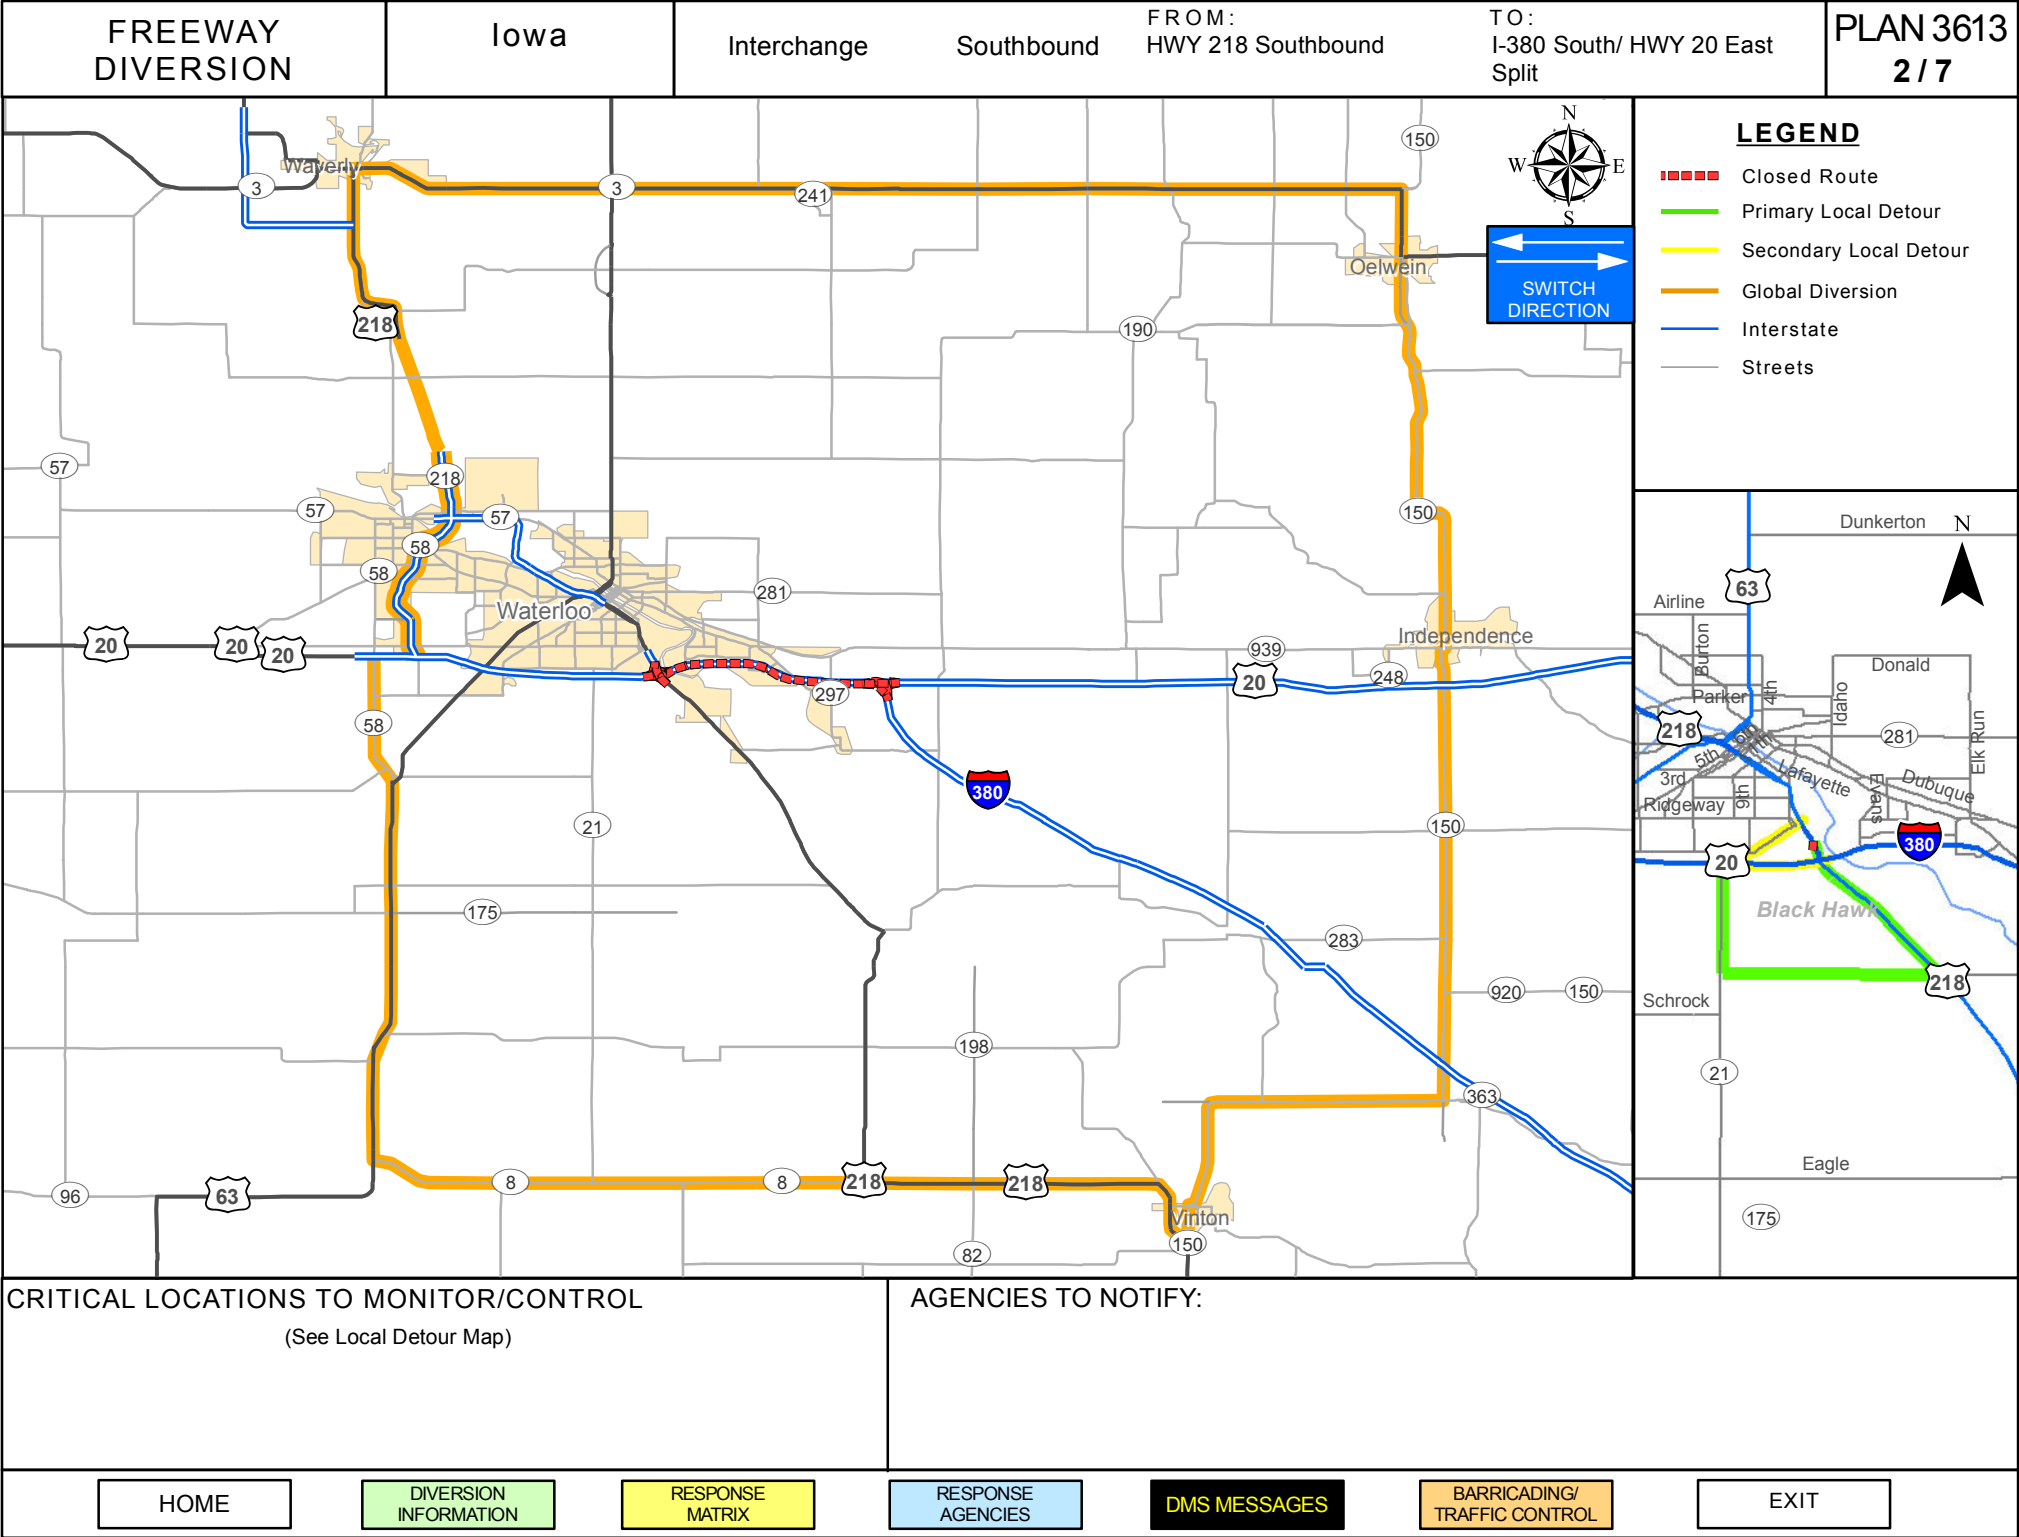 FREEWAY
DIVERSION
Iowa
Interchange
Southbound
FROM:
HWY 218 Southbound
TO:
I-380 South/ HWY 20 East
Split
PLAN 3613
2 / 7
N
W
E
S
SWITCH
DIRECTION
Waverly
3
3
241
150
Oelwein
218
190
57
218
57
57
58
58
281
Waterloo
20
20
20
Independence
939
248
20
297
58
380
21
150
150
175
283
920
150
198
363
8
8
218
218
96
63
Vinton
150
82
LEGEND
Closed Route
Primary Local Detour
Secondary Local Detour
Global Diversion
Interstate
Streets
Dunkerton
N
63
Airline
Burton
Donald
Parker
4th
Idaho
218
281
Elk Run
5th
6th
3rd
Lafayette
Dubuque
Ridgeway
9th
Evans
380
20
Black Hawk
218
Schrock
21
Eagle
175
CRITICAL LOCATIONS TO MONITOR/CONTROL
(See Local Detour Map)
AGENCIES TO NOTIFY:
HOME
DIVERSION
INFORMATION
RESPONSE
MATRIX
RESPONSE
AGENCIES
DMS MESSAGES
BARRICADING/
TRAFFIC CONTROL
EXIT